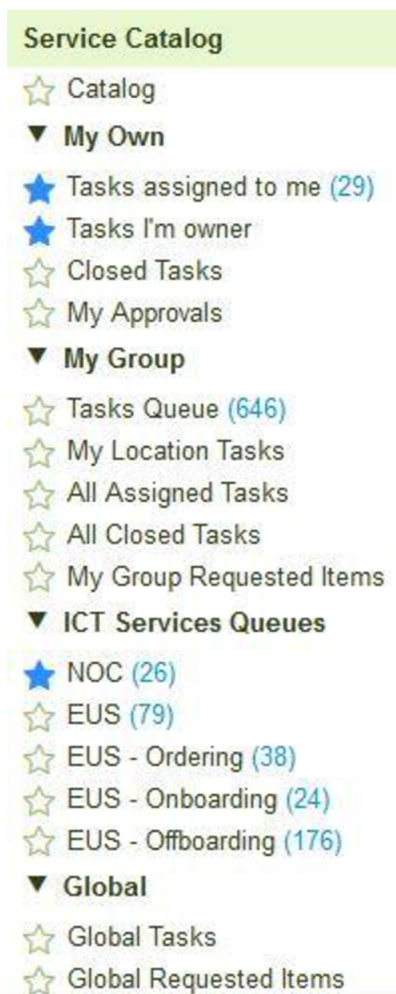 Service Catalog
Catalog
My Own
Tasks assigned to me (29)
Tasks I'm owner
Closed Tasks
My Approvals
My Group
Tasks Queue (646)
My Location Tasks
All Assigned Tasks
All Closed Tasks
My Group Requested Items
ICT Services Queues
NOC (26)
EUS (79)
EUS - Ordering (38)
EUS - Onboarding (24)
EUS - Offboarding (176)
Global
Global Tasks
Global Requested Items